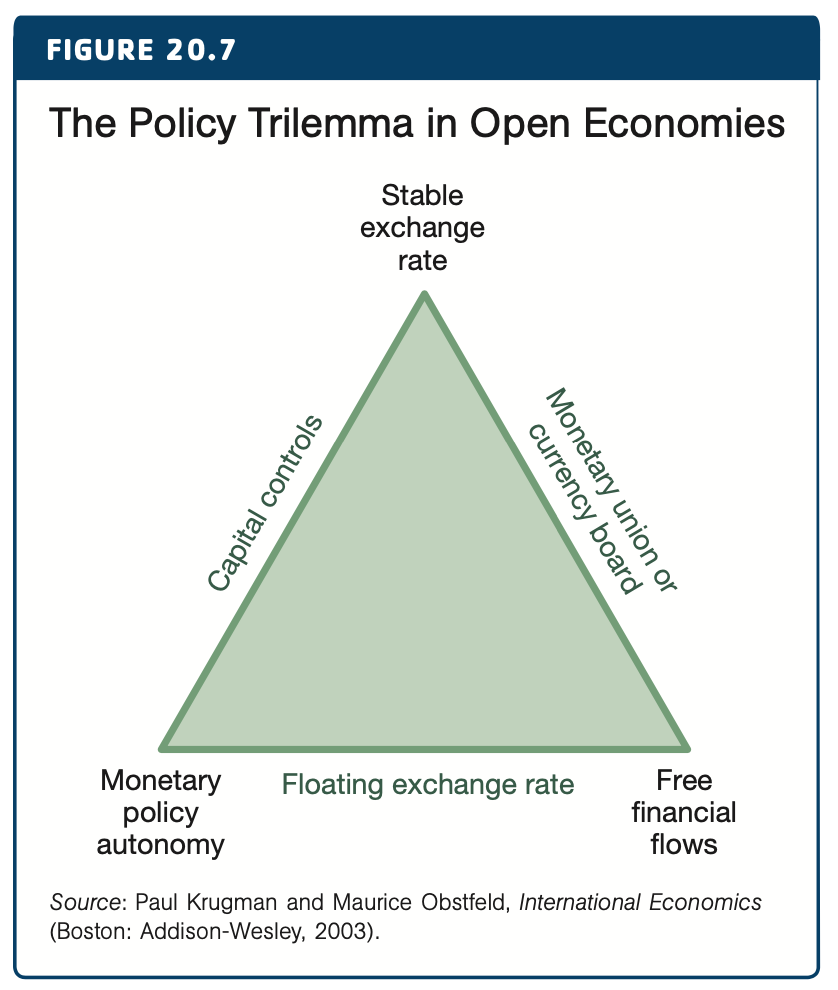 FIGURE 20.7
The Policy Trilemma in Open Economies
Stable
exchange
rate
Capital controls
Monetary union or
currency board
Monetary
policy
autonomy
Floating exchange rate
Free
financial
flows
Source: Paul Krugman and Maurice Obstfeld, International Economics
(Boston: Addison-Wesley, 2003).